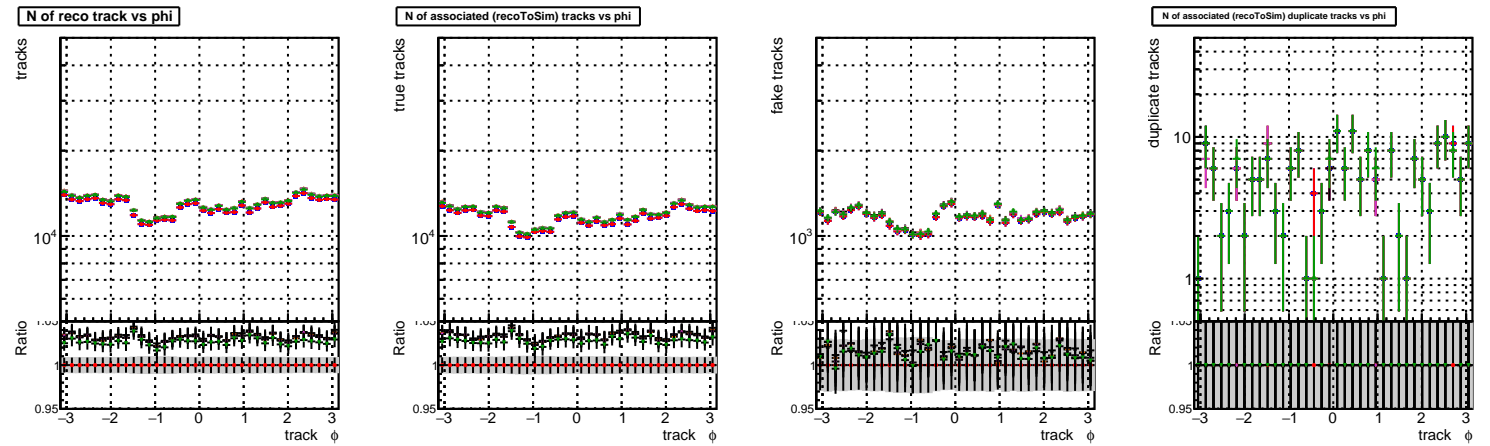 N of reco track vs phi
tracks
10⁴
Ratio
1
0.95
−3 −2 −1 0 1 2 3
track ϕ
N of associated (recoToSim) tracks vs phi
true tracks
10⁴
Ratio
1
0.95
−3 −2 −1 0 1 2 3
track ϕ
fake tracks
10³
Ratio
1
0.95
−3 −2 −1 0 1 2 3
track ϕ
N of associated (recoToSim) duplicate tracks vs phi
duplicate tracks
10
1
Ratio
1
0.95
−3 −2 −1 0 1 2 3
track ϕ